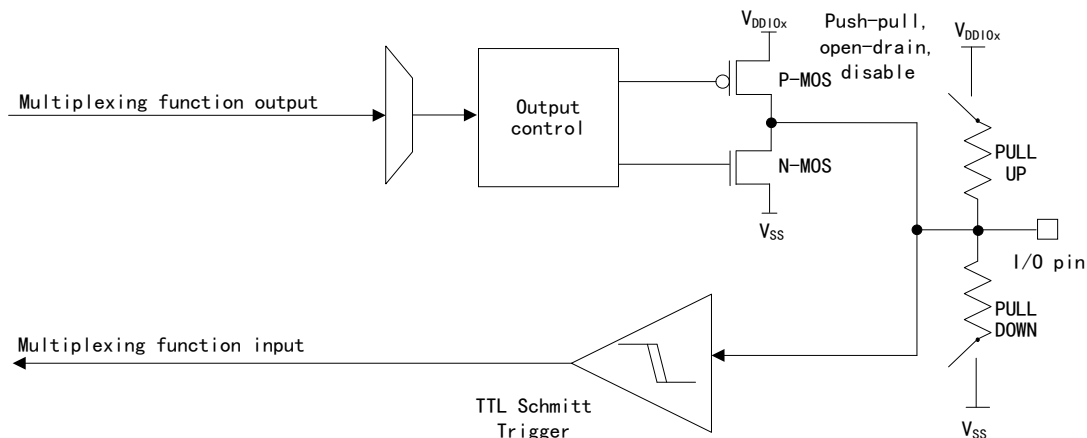 V_DDIOx
Push-pull,
open-drain,
disable
V_DDIOx
P-MOS
Multiplexing function output
Output
control
N-MOS
PULL
UP
V_SS
I/O pin
PULL
DOWN
Multiplexing function input
TTL Schmitt
Trigger
V_SS